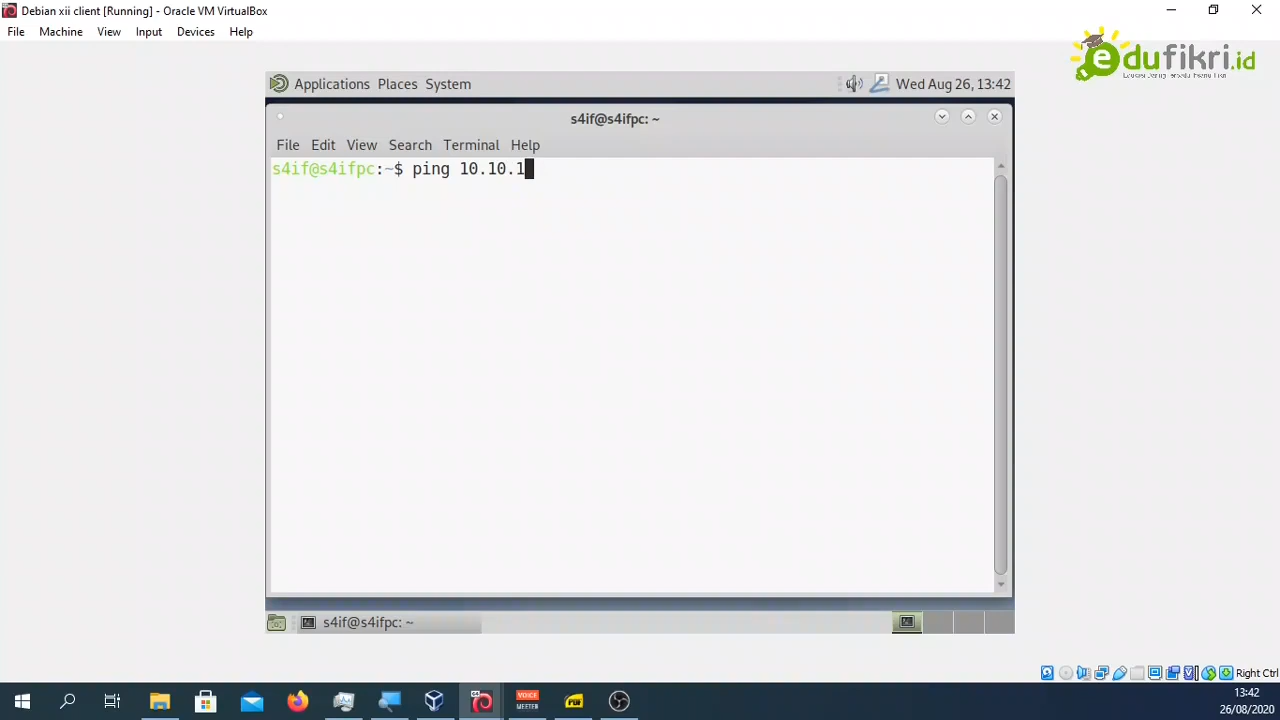 Debian xii client [Running] - Oracle VM VirtualBox
File Machine View Input Devices Help
edufikri.id
Applications Places System
Wed Aug 26, 13:42
s4if@s4ifpc: ~
File Edit View Search Terminal Help
s4if@s4ifpc:~$ ping 10.10.1
s4if@s4ifpc: ~
Right Ctrl
VOICE
MEETER
13:42
26/08/2020